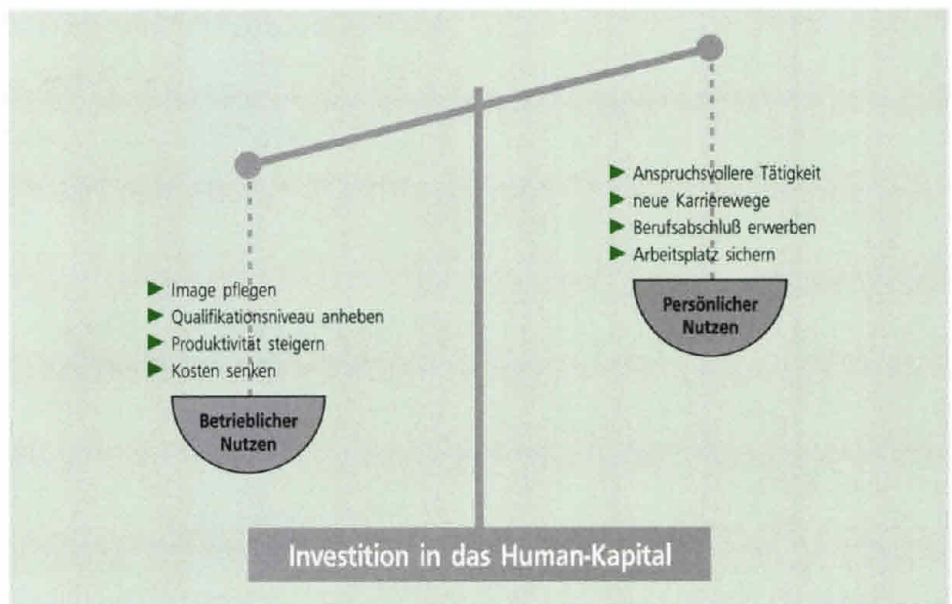 Anspruchsvollere Tätigkeit
neue Karrierewege
Berufsabschluß erwerben
Arbeitsplatz sichern
Persönlicher
Nutzen
Image pflegen
Qualifikationsniveau anheben
Produktivität steigern
Kosten senken
Betrieblicher
Nutzen
Investition in das Human-Kapital